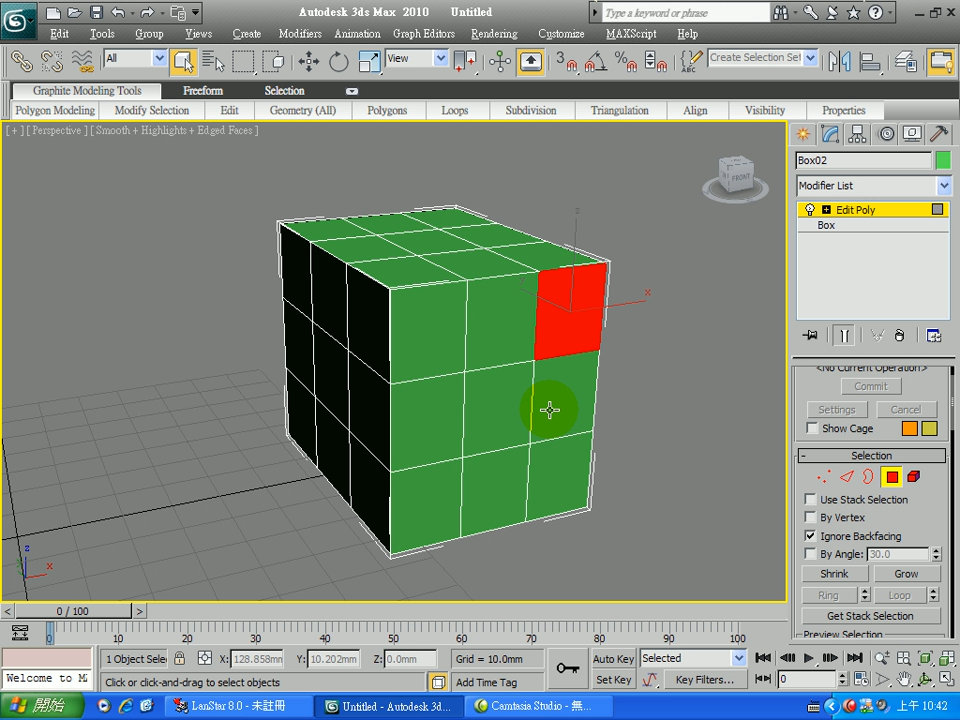 Autodesk 3ds Max 2010 Untitled
Type a keyword or phrase
Edit Tools Group Views Create Modifiers Animation Graph Editors Rendering Customize MAXScript Help
All View Create Selection Set
Graphite Modeling Tools Freeform Selection
Polygon Modeling Modify Selection Edit Geometry (All) Polygons Loops Subdivision Triangulation Align Visibility Properties
[ + ] [ Perspective ] [ Smooth + Highlights + Edged Faces ]
Box02
Modifier List
Edit Poly
Box
FRONT
z
x
<No Current Operation>
Commit
Settings Cancel
Show Cage
- Selection
Use Stack Selection
By Vertex
Ignore Backfacing
By Angle: 30.0
Shrink Grow
Ring Loop
Get Stack Selection
Preview Selection
z
x
< 0 / 100 >
0 10 20 30 40 50 60 70 80 90 100
1 Object Sele X: 128.858mm Y: 10.202mm Z: 0.0mm Grid = 10.0mm Auto Key Selected
Welcome to M Click or click-and-drag to select objects Add Time Tag Set Key Key Filters... 0
開始 LanStar 8.0 - 未註冊 Untitled - Autodesk 3d... Camtasia Studio - 無... 上午 10:42